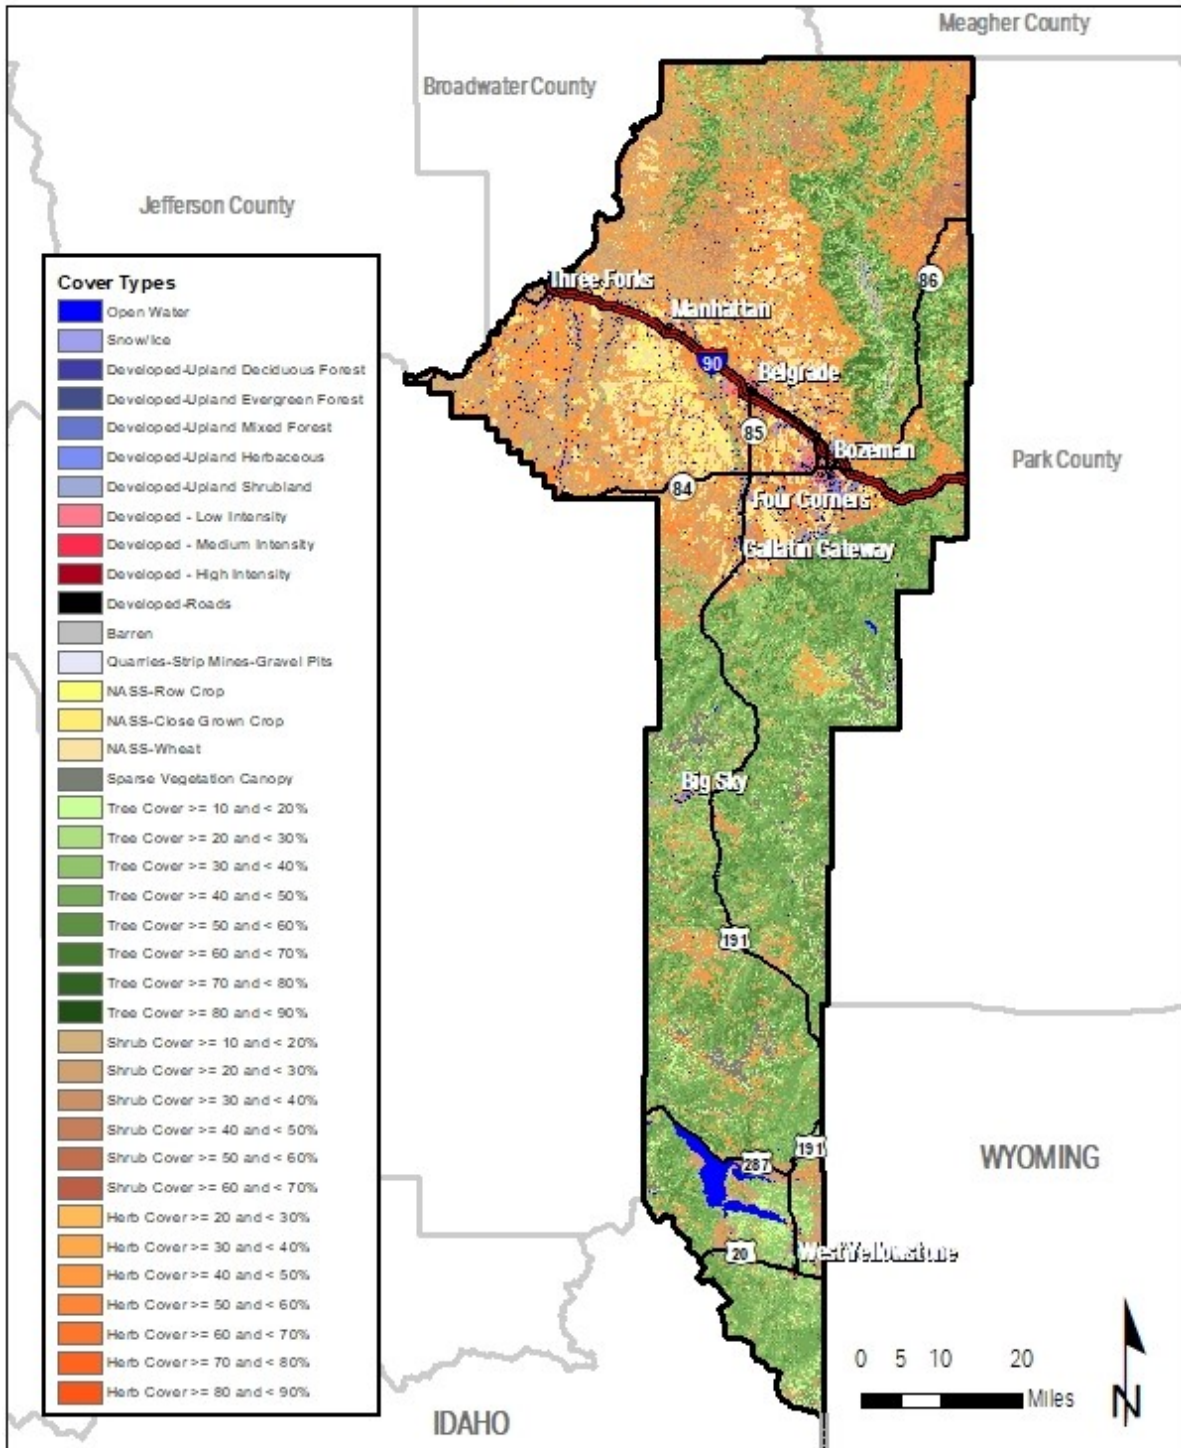 Meagher County
Broadwater County
Jefferson County
Three Forks
86
Manhattan
90
Belgrade
85
Bozeman
Park County
84
Four Corners
Gallatin Gateway
Big Sky
191
191
287
WYOMING
20
West Yellowstone
IDAHO
Cover Types
Open Water
Snow/Ice
Developed-Upland Deciduous Forest
Developed-Upland Evergreen Forest
Developed-Upland Mixed Forest
Developed-Upland Herbaceous
Developed-Upland Shrubland
Developed - Low Intensity
Developed - Medium Intensity
Developed - High Intensity
Developed-Roads
Barren
Quarries-Strip Mines-Gravel Pits
NASS-Row Crop
NASS-Close Grown Crop
NASS-Wheat
Sparse Vegetation Canopy
Tree Cover >= 10 and < 20%
Tree Cover >= 20 and < 30%
Tree Cover >= 30 and < 40%
Tree Cover >= 40 and < 50%
Tree Cover >= 50 and < 60%
Tree Cover >= 60 and < 70%
Tree Cover >= 70 and < 80%
Tree Cover >= 80 and < 90%
Shrub Cover >= 10 and < 20%
Shrub Cover >= 20 and < 30%
Shrub Cover >= 30 and < 40%
Shrub Cover >= 40 and < 50%
Shrub Cover >= 50 and < 60%
Shrub Cover >= 60 and < 70%
Herb Cover >= 20 and < 30%
Herb Cover >= 30 and < 40%
Herb Cover >= 40 and < 50%
Herb Cover >= 50 and < 60%
Herb Cover >= 60 and < 70%
Herb Cover >= 70 and < 80%
Herb Cover >= 80 and < 90%
0 5 10 20
Miles
N